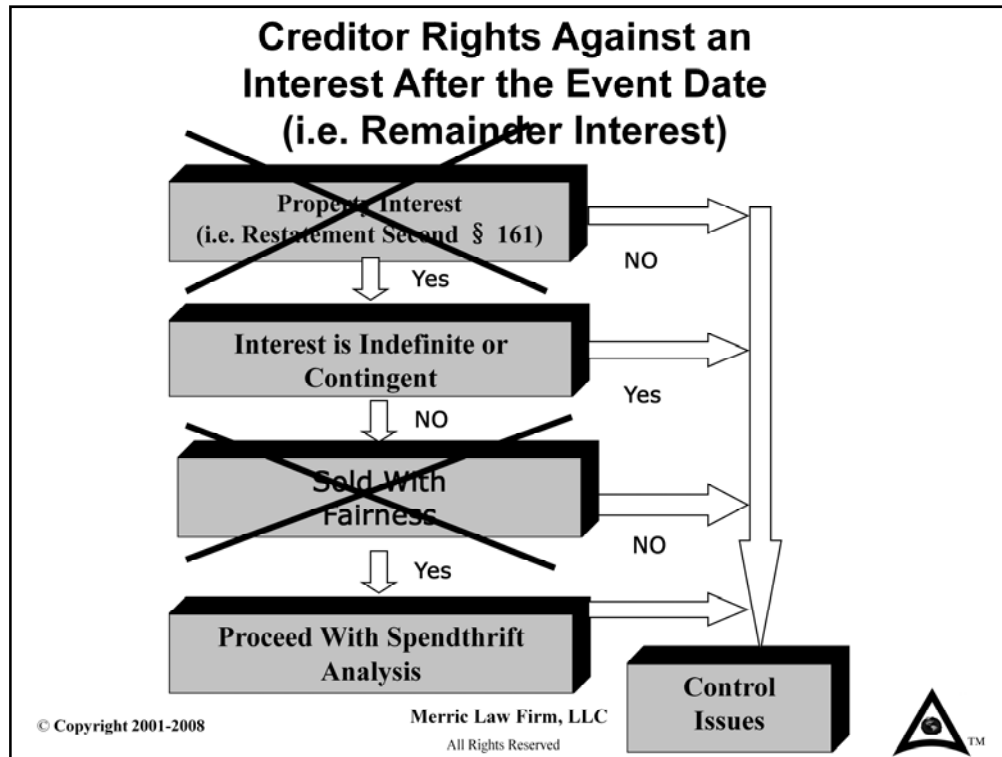 Creditor Rights Against an
Interest After the Event Date
(i.e. Remainder Interest)
Property Interest
(i.e. Restatement Second § 161)
NO
Yes
Interest is Indefinite or
Contingent
Yes
NO
Sold With
Fairness
NO
Yes
Proceed With Spendthrift
Analysis
Control
Issues
© Copyright 2001-2008
Merric Law Firm, LLC
All Rights Reserved
TM